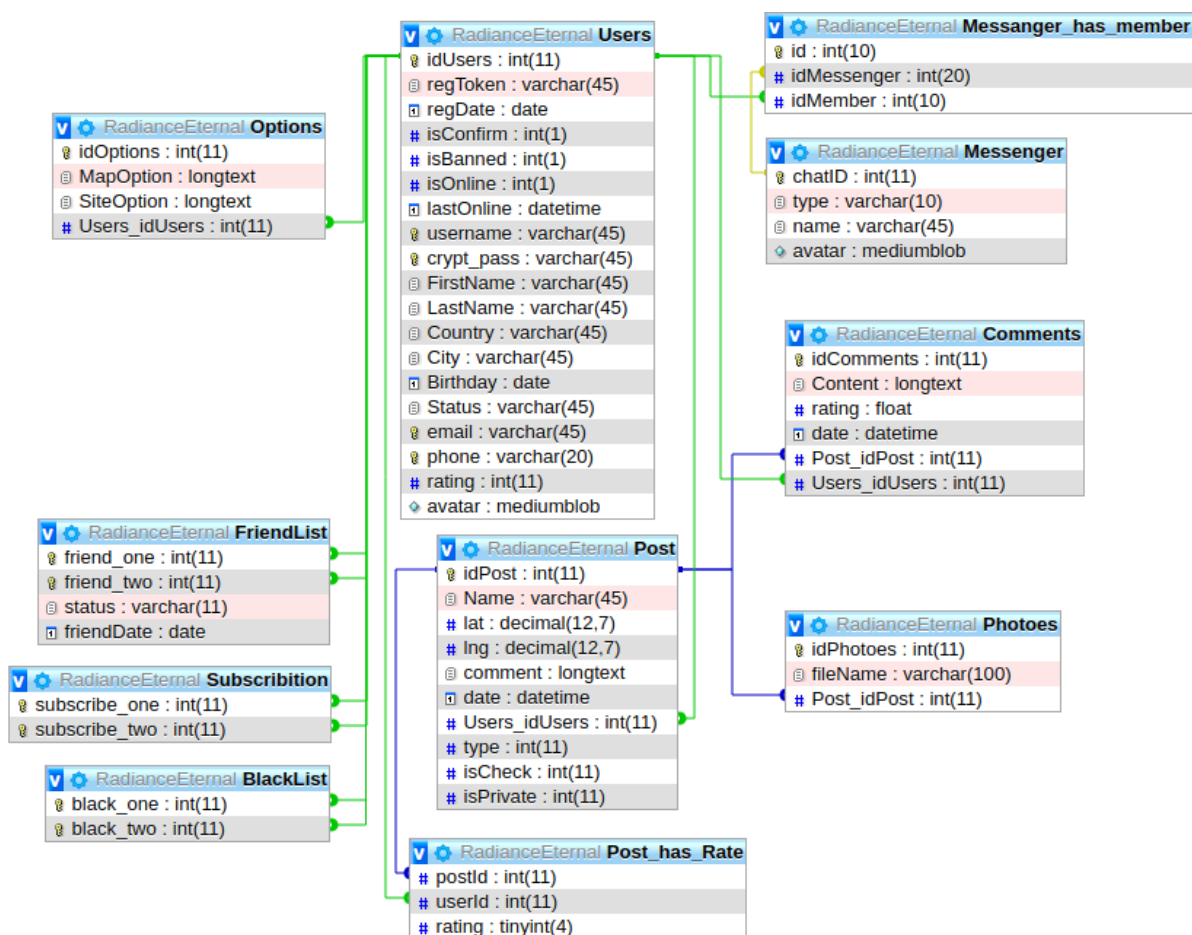 RadianceEternal Users
idUsers : int(11)
regToken : varchar(45)
regDate : date
isConfirm : int(1)
isBanned : int(1)
isOnline : int(1)
lastOnline : datetime
username : varchar(45)
crypt_pass : varchar(45)
FirstName : varchar(45)
LastName : varchar(45)
Country : varchar(45)
City : varchar(45)
Birthday : date
Status : varchar(45)
email : varchar(45)
phone : varchar(20)
rating : int(11)
avatar : mediumblob
RadianceEternal Messanger_has_member
id : int(10)
idMessenger : int(20)
idMember : int(10)
RadianceEternal Options
idOptions : int(11)
MapOption : longtext
SiteOption : longtext
Users_idUsers : int(11)
RadianceEternal Messenger
chatID : int(11)
type : varchar(10)
name : varchar(45)
avatar : mediumblob
RadianceEternal Comments
idComments : int(11)
Content : longtext
rating : float
date : datetime
Post_idPost : int(11)
Users_idUsers : int(11)
RadianceEternal FriendList
friend_one : int(11)
friend_two : int(11)
status : varchar(11)
friendDate : date
RadianceEternal Post
idPost : int(11)
Name : varchar(45)
lat : decimal(12,7)
lng : decimal(12,7)
comment : longtext
date : datetime
Users_idUsers : int(11)
type : int(11)
isCheck : int(11)
isPrivate : int(11)
RadianceEternal Photoes
idPhotoes : int(11)
fileName : varchar(100)
Post_idPost : int(11)
RadianceEternal Subscribition
subscribe_one : int(11)
subscribe_two : int(11)
RadianceEternal BlackList
black_one : int(11)
black_two : int(11)
RadianceEternal Post_has_Rate
postId : int(11)
userId : int(11)
rating : tinyint(4)